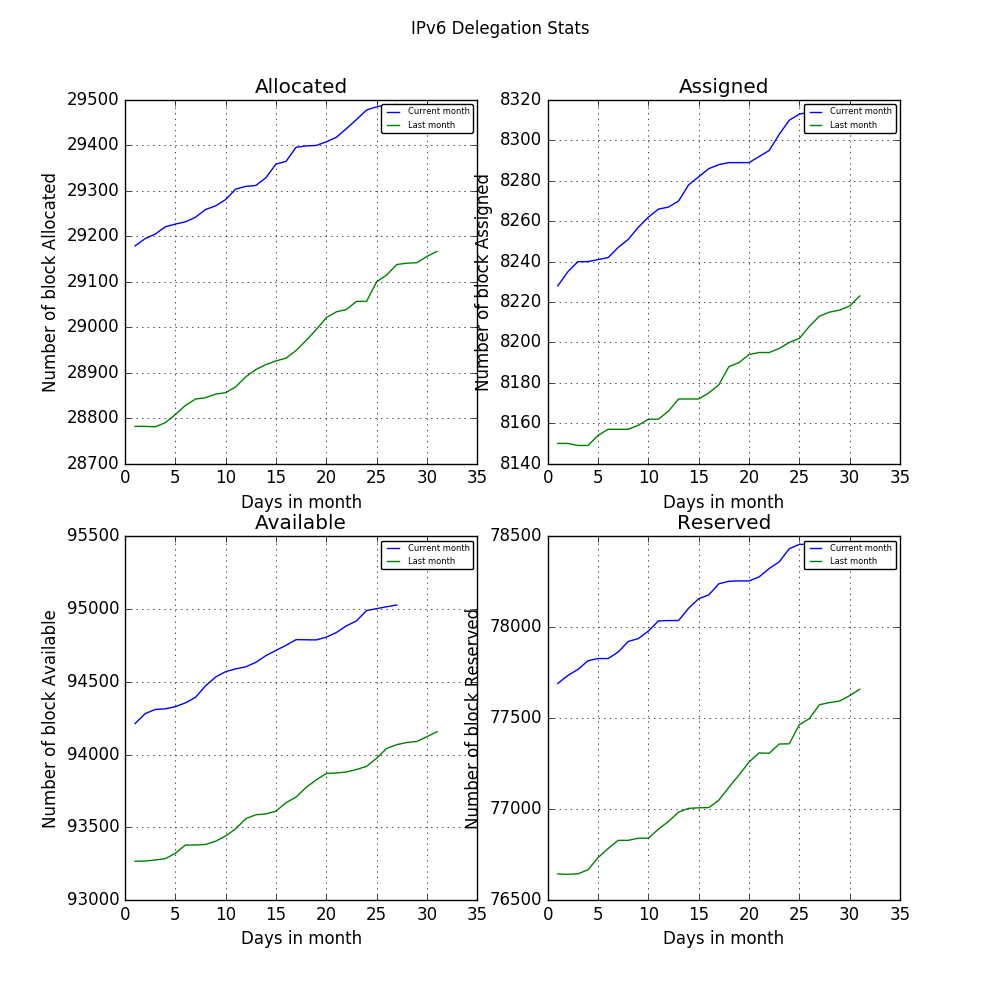 IPv6 Delegation Stats
Allocated
Number of block Allocated
29500
29400
29300
29200
29100
29000
28900
28800
28700
Current month
Last month
0 5 10 15 20 25 30 35
Days in month
Assigned
Number of block Assigned
8320
8300
8280
8260
8240
8220
8200
8180
8160
8140
Current month
Last month
0 5 10 15 20 25 30 35
Days in month
Available
Number of block Available
95500
95000
94500
94000
93500
93000
Current month
Last month
0 5 10 15 20 25 30 35
Days in month
Reserved
Number of block Reserved
78500
78000
77500
77000
76500
Current month
Last month
0 5 10 15 20 25 30 35
Days in month